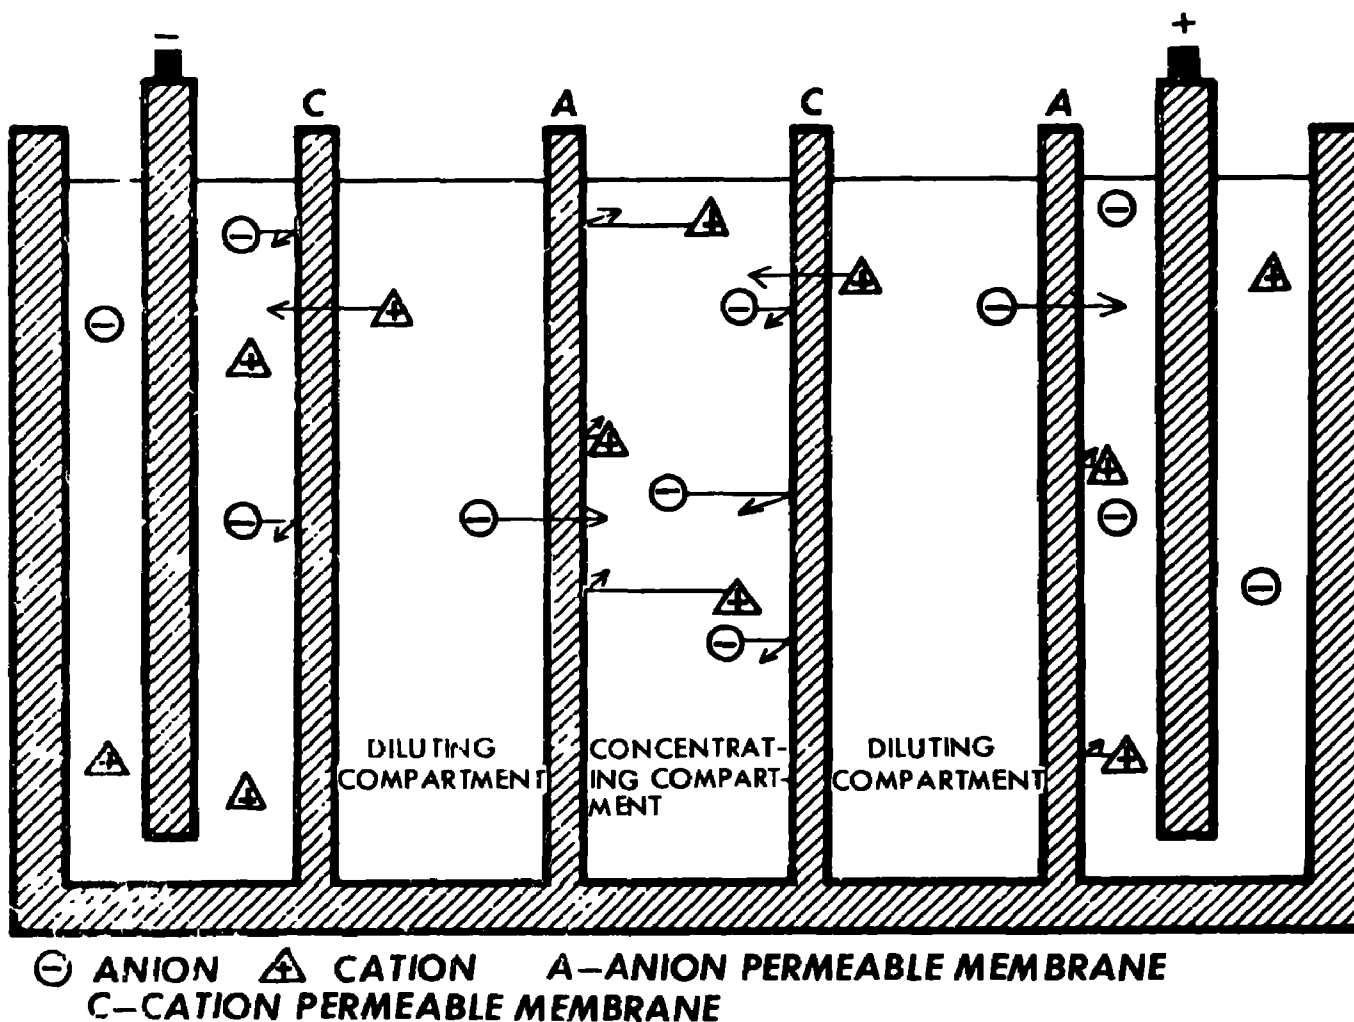 − +
C A C A
DILUTING COMPARTMENT
CONCENTRAT-
ING COMPART-
MENT
DILUTING COMPARTMENT
⊖ ANION ⚠ CATION A–ANION PERMEABLE MEMBRANE
C–CATION PERMEABLE MEMBRANE